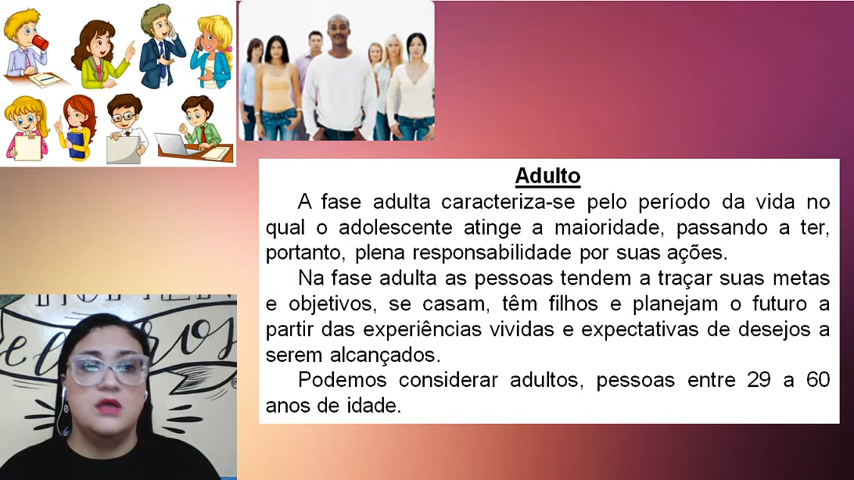 Adulto
A fase adulta caracteriza-se pelo período da vida no
qual o adolescente atinge a maioridade, passando a ter,
portanto, plena responsabilidade por suas ações.
Na fase adulta as pessoas tendem a traçar suas metas
e objetivos, se casam, têm filhos e planejam o futuro a
partir das experiências vividas e expectativas de desejos a
serem alcançados.
Podemos considerar adultos, pessoas entre 29 a 60
anos de idade.